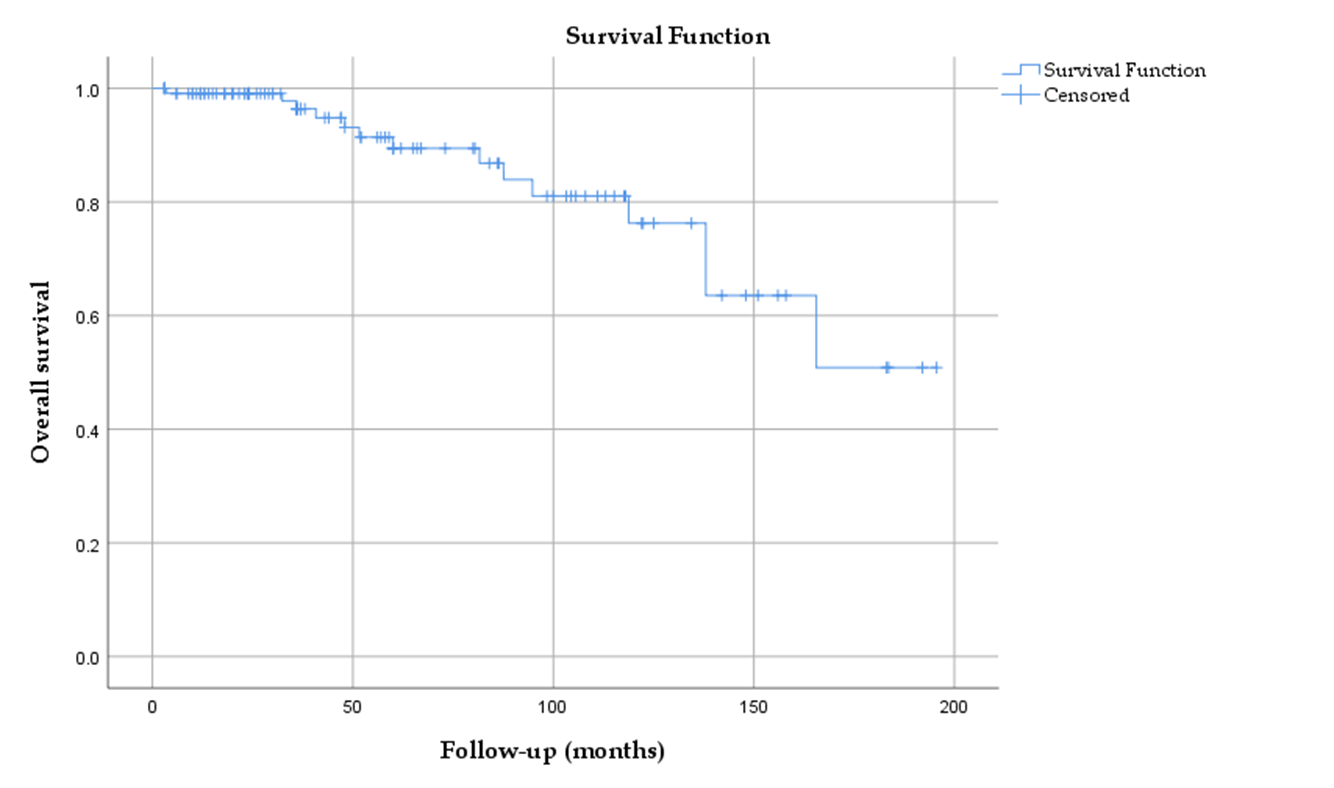 Survival Function
Survival Function
Censored
1.0
0.8
0.6
0.4
0.2
0.0
Overall survival
0 50 100 150 200
Follow-up (months)